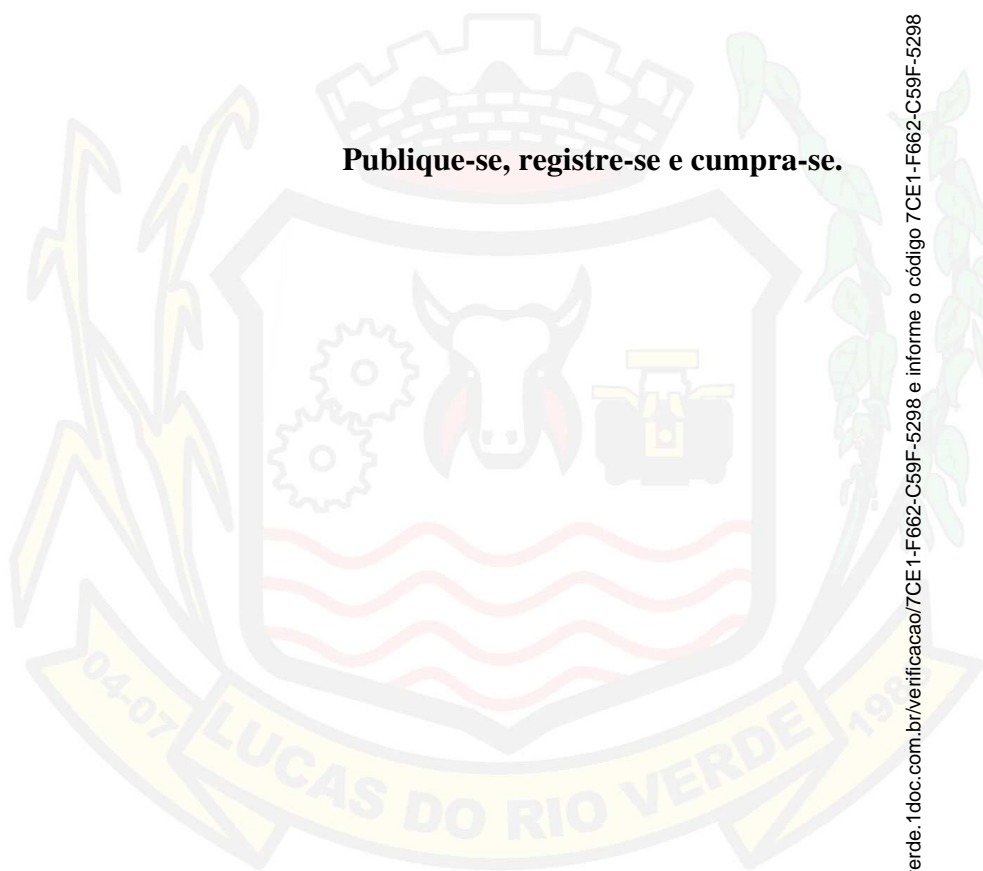 Publique-se, registre-se e cumpra-se.
04-07
LUCAS DO RIO VERDE
1988
erde.1doc.com.br/verificacao/7CE1-F662-C59F-5298 e informe o código 7CE1-F662-C59F-5298